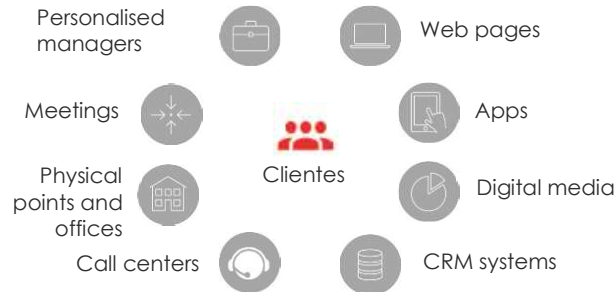 Personalised
managers
Web pages
Meetings
Apps
Clientes
Physical
points and
offices
Digital media
Call centers
CRM systems